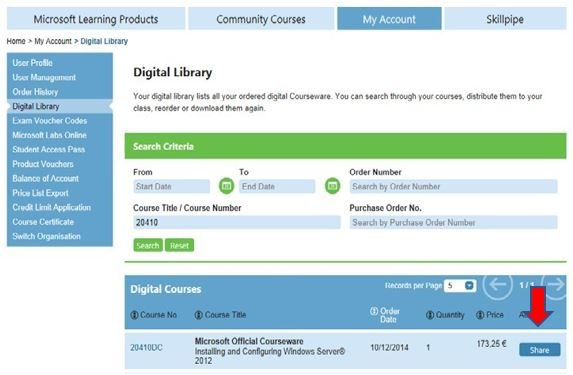 Microsoft Learning Products
Community Courses
My Account
Skillpipe
Home > My Account > Digital Library
User Profile
User Management
Order History
Digital Library
Exam Voucher Codes
Microsoft Labs Online
Student Access Pass
Product Vouchers
Balance of Account
Price List Export
Credit Limit Application
Course Certificate
Switch Organisation
Digital Library
Your digital library lists all your ordered digital Courseware. You can search through your courses, distribute them to your
class, reorder or download them again.
Search Criteria
From To Order Number
Start Date End Date Search by Order Number
Course Title / Course Number Purchase Order No.
20410 Search by Purchase Order Number
Search Reset
Digital Courses Records per Page 5
Course No Course Title Order Date Quantity Price
20410DC Microsoft Official Courseware
Installing and Configuring Windows Server®
2012
10/12/2014 1 173,25 € Share